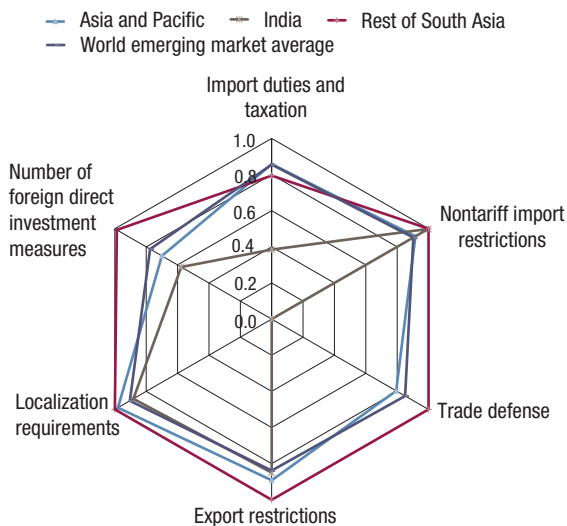 Asia and Pacific India Rest of South Asia
World emerging market average
Import duties and
taxation
1.0
0.8
0.6
0.4
0.2
0.0
Number of
foreign direct
investment
measures
Nontariff import
restrictions
Localization
requirements
Trade defense
Export restrictions